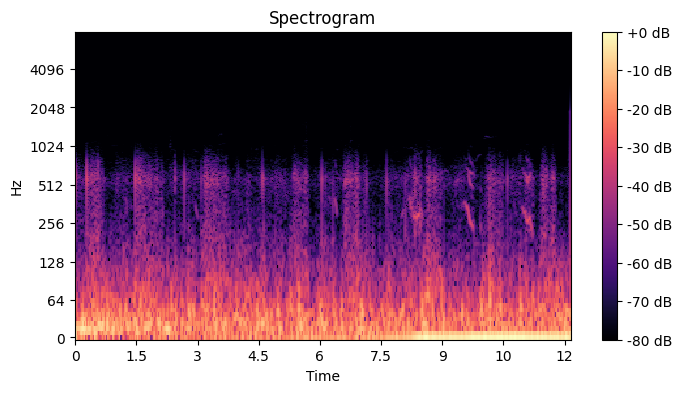 Spectrogram
+0 dB
4096
-10 dB
2048
-20 dB
1024
-30 dB
Hz
512
-40 dB
256
-50 dB
128
-60 dB
64
-70 dB
0
-80 dB
0 1.5 3 4.5 6 7.5 9 10 12
Time